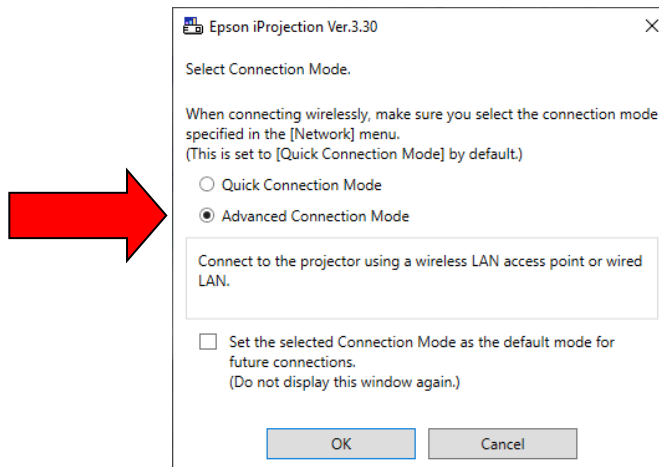 Epson iProjection Ver.3.30
Select Connection Mode.
When connecting wirelessly, make sure you select the connection mode
specified in the [Network] menu.
(This is set to [Quick Connection Mode] by default.)
Quick Connection Mode
Advanced Connection Mode
Connect to the projector using a wireless LAN access point or wired
LAN.
Set the selected Connection Mode as the default mode for
future connections.
(Do not display this window again.)
OK
Cancel